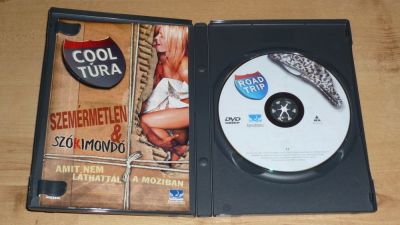 COOL
TÚRA
SZEMÉRMETLEN
&
SZÓKIMONDÓ
AMIT NEM
LÁTHATTÁL A MOZIBAN
ROAD
TRIP
DVD